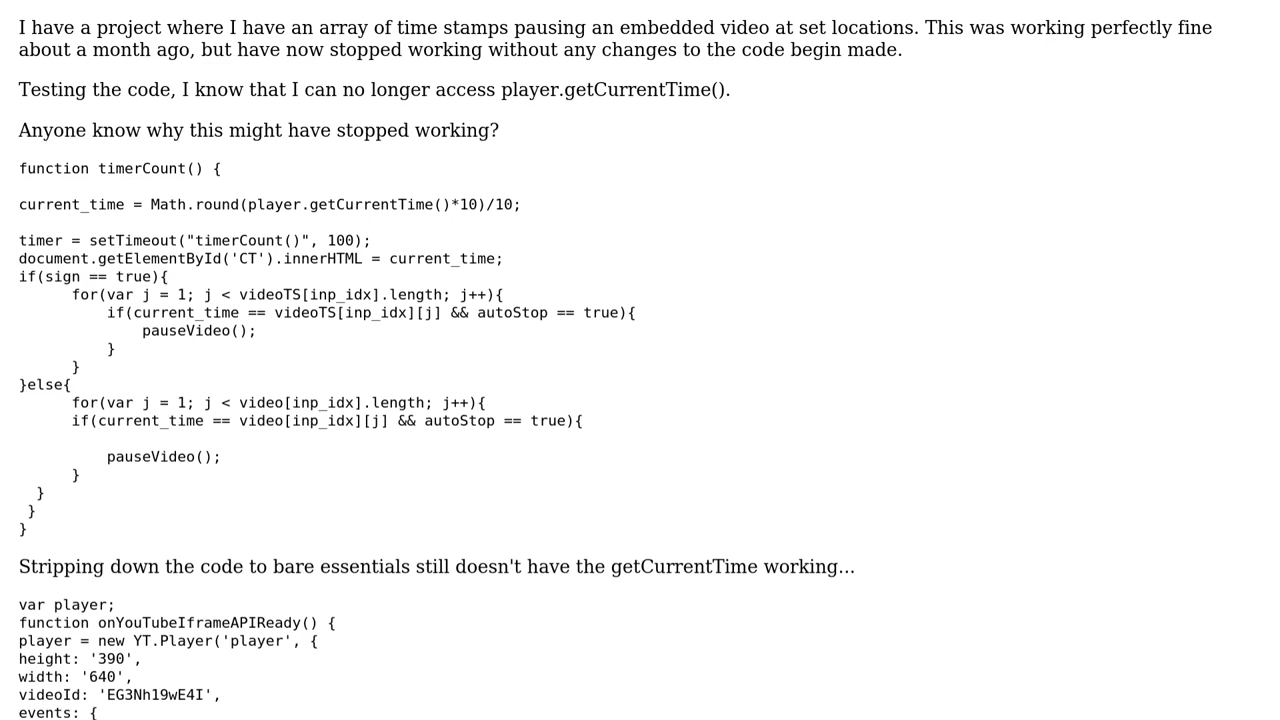 I have a project where I have an array of time stamps pausing an embedded video at set locations. This was working perfectly fine
about a month ago, but have now stopped working without any changes to the code begin made.
Testing the code, I know that I can no longer access player.getCurrentTime().
Anyone know why this might have stopped working?
function timerCount() {
current_time = Math.round(player.getCurrentTime()*10)/10;
timer = setTimeout("timerCount()", 100);
document.getElementById('CT').innerHTML = current_time;
if(sign == true){
      for(var j = 1; j < videoTS[inp_idx].length; j++){
          if(current_time == videoTS[inp_idx][j] && autoStop == true){
              pauseVideo();
          }
      }
}else{
      for(var j = 1; j < video[inp_idx].length; j++){
      if(current_time == video[inp_idx][j] && autoStop == true){
          pauseVideo();
      }
  }
 }
}
Stripping down the code to bare essentials still doesn't have the getCurrentTime working...
var player;
function onYouTubeIframeAPIReady() {
player = new YT.Player('player', {
height: '390',
width: '640',
videoId: 'EG3Nh19wE4I',
events: {